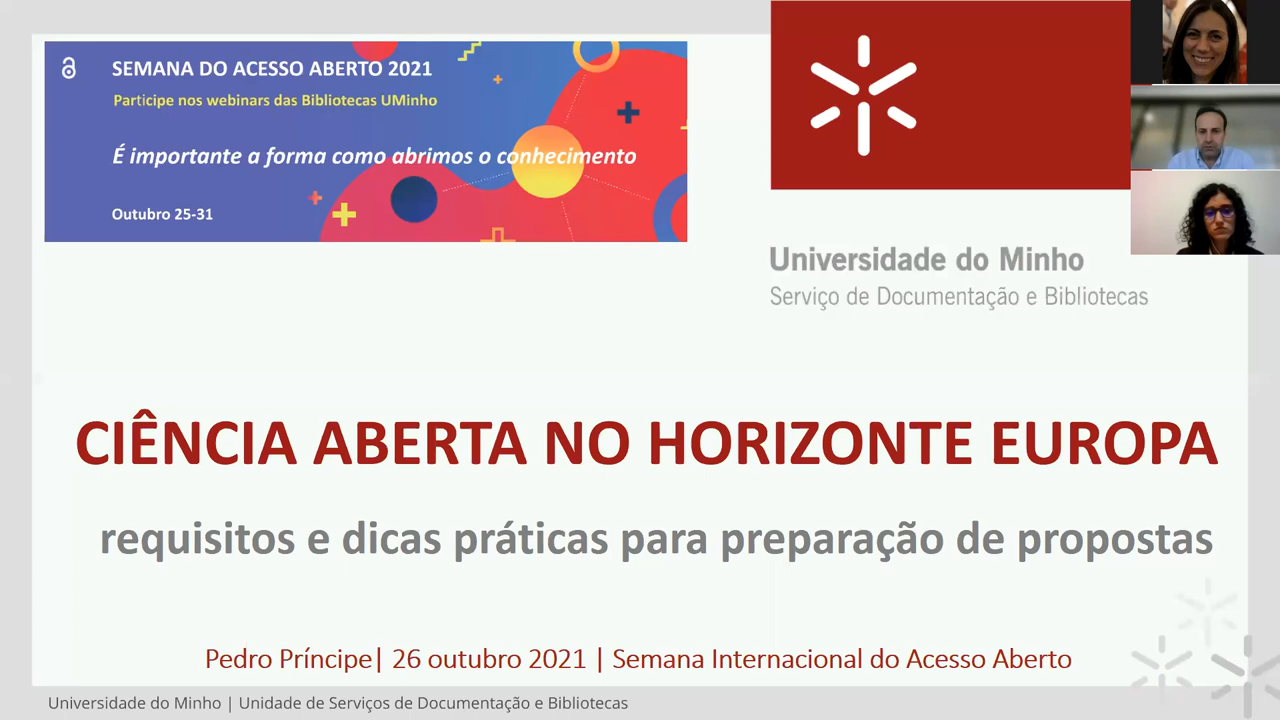 SEMANA DO ACESSO ABERTO 2021
Participe nos webinars das Bibliotecas UMinho
É importante a forma como abrimos o conhecimento
Outubro 25-31
Universidade do Minho
Serviço de Documentação e Bibliotecas
CIÊNCIA ABERTA NO HORIZONTE EUROPA
requisitos e dicas práticas para preparação de propostas
Pedro Príncipe| 26 outubro 2021 | Semana Internacional do Acesso Aberto
Universidade do Minho | Unidade de Serviços de Documentação e Bibliotecas